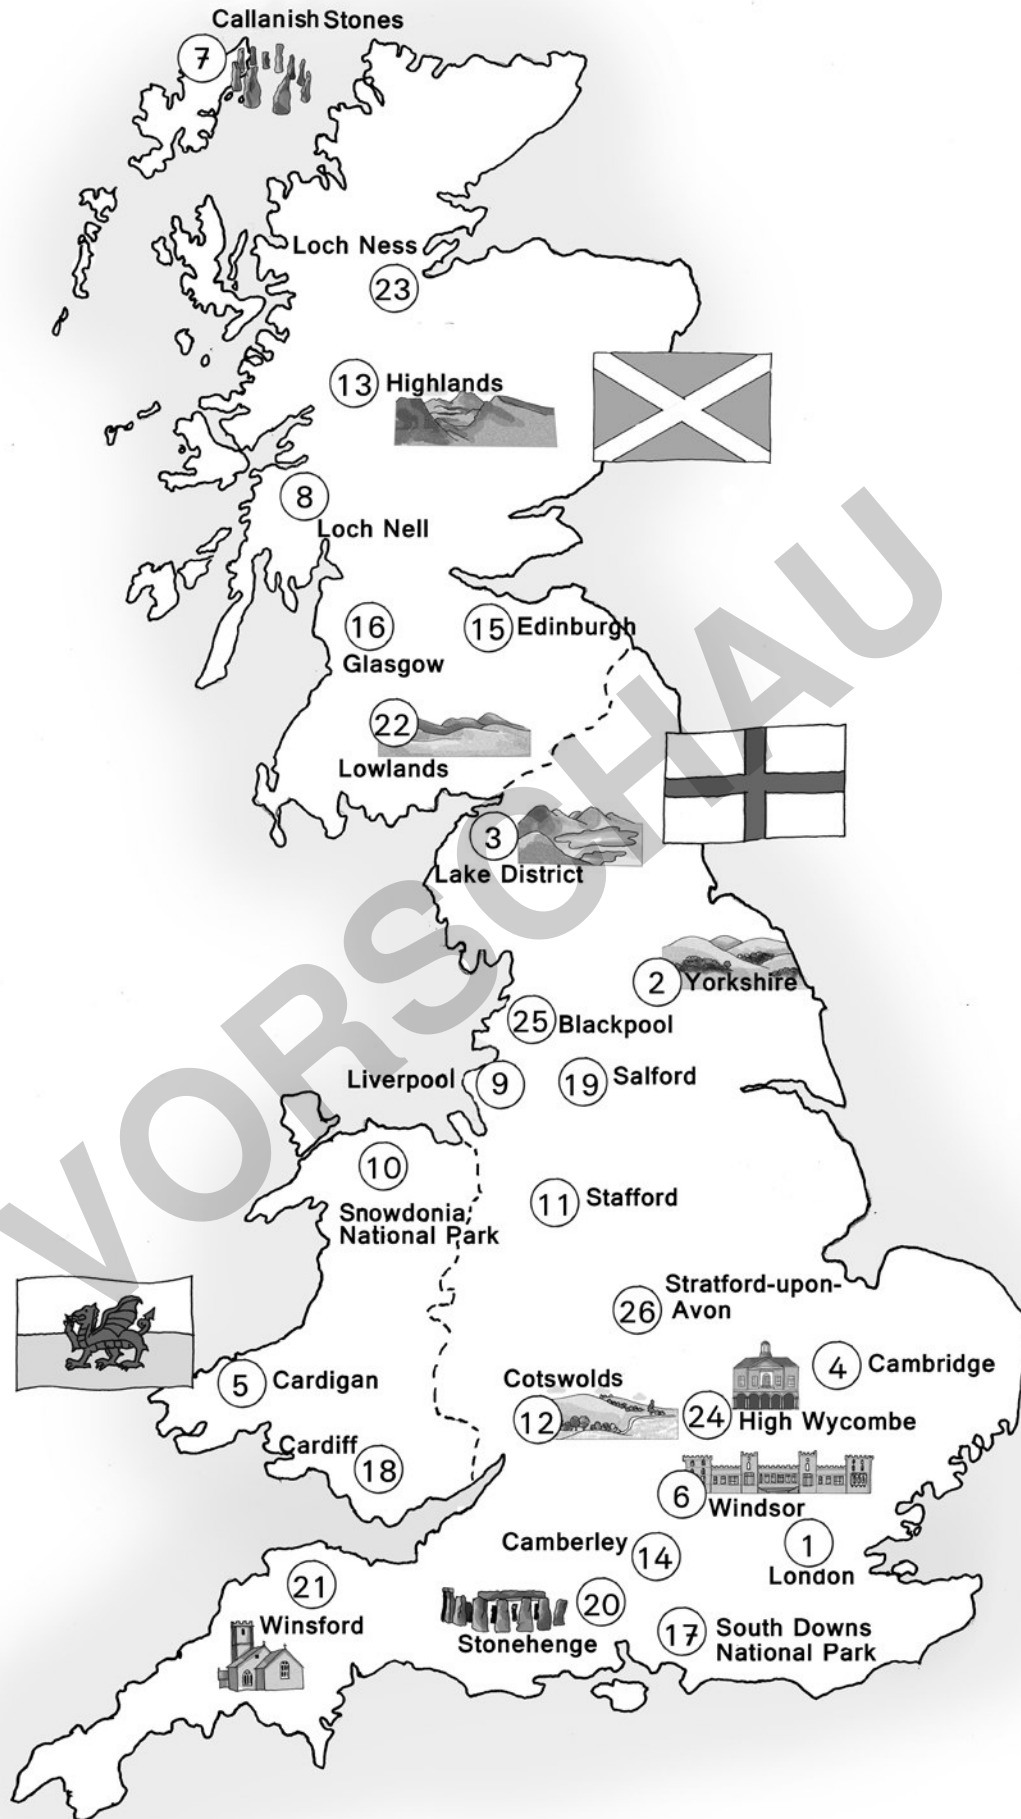 Callanish Stones
7
Loch Ness
23
13 Highlands
8
Loch Nell
16
15 Edinburgh
Glasgow
22
Lowlands
3
Lake District
2 Yorkshire
25 Blackpool
Liverpool 9
19 Salford
10
Snowdonia
National Park
11 Stafford
Stratford-upon-
26 Avon
4 Cambridge
5 Cardigan
Cotswolds
12
24 High Wycombe
Cardiff
18
6 Windsor
Camberley 14
1
London
21
Winsford
20
Stonehenge
17 South Downs
National Park
VORSCHAU